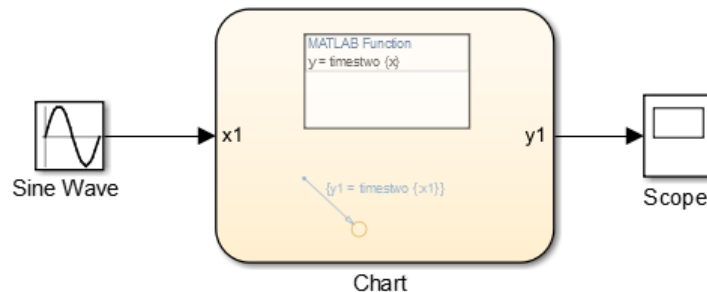 MATLAB Function
y = timestwo {x}
x1
y1
Sine Wave
{y1 = timestwo {x1}}
Scope
Chart